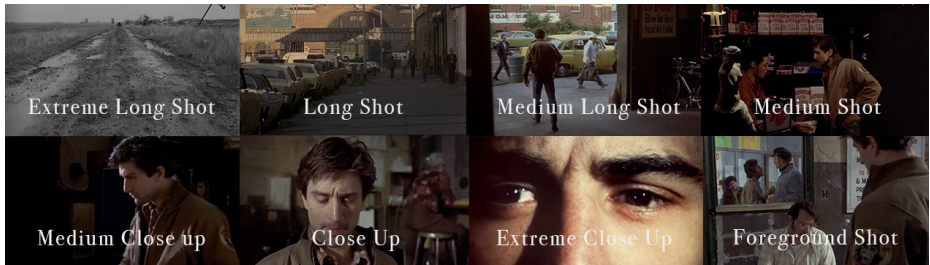 Extreme Long Shot
Long Shot
Medium Long Shot
Medium Shot
Medium Close up
Close Up
Extreme Close Up
Foreground Shot